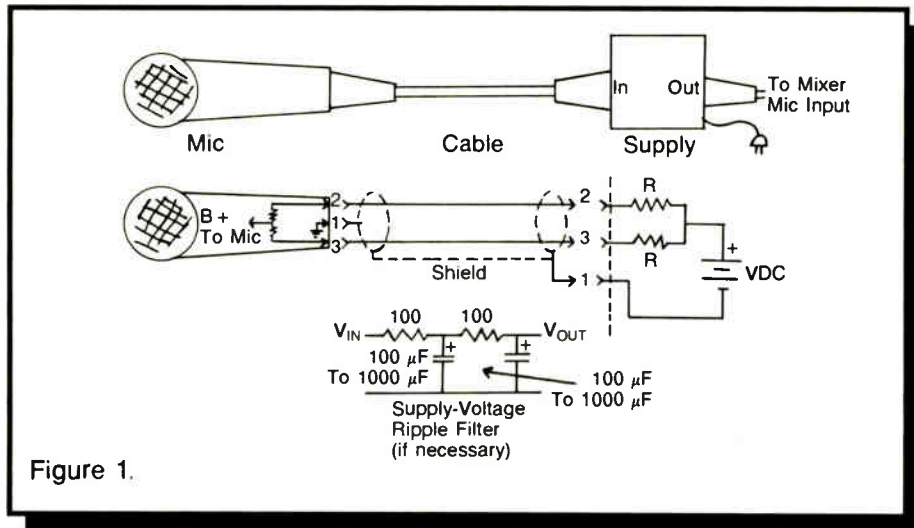 In Out To Mixer
Mic Input
Mic Cable Supply
2 2 R
B +
To Mic 1
3 3 R
+
VDC
Shield
1
100 100
VIN VOUT
+ +
100 µF
To 1000 µF
100 µF
To 1000 µF
Supply-Voltage
Ripple Filter
(if necessary)
Figure 1.